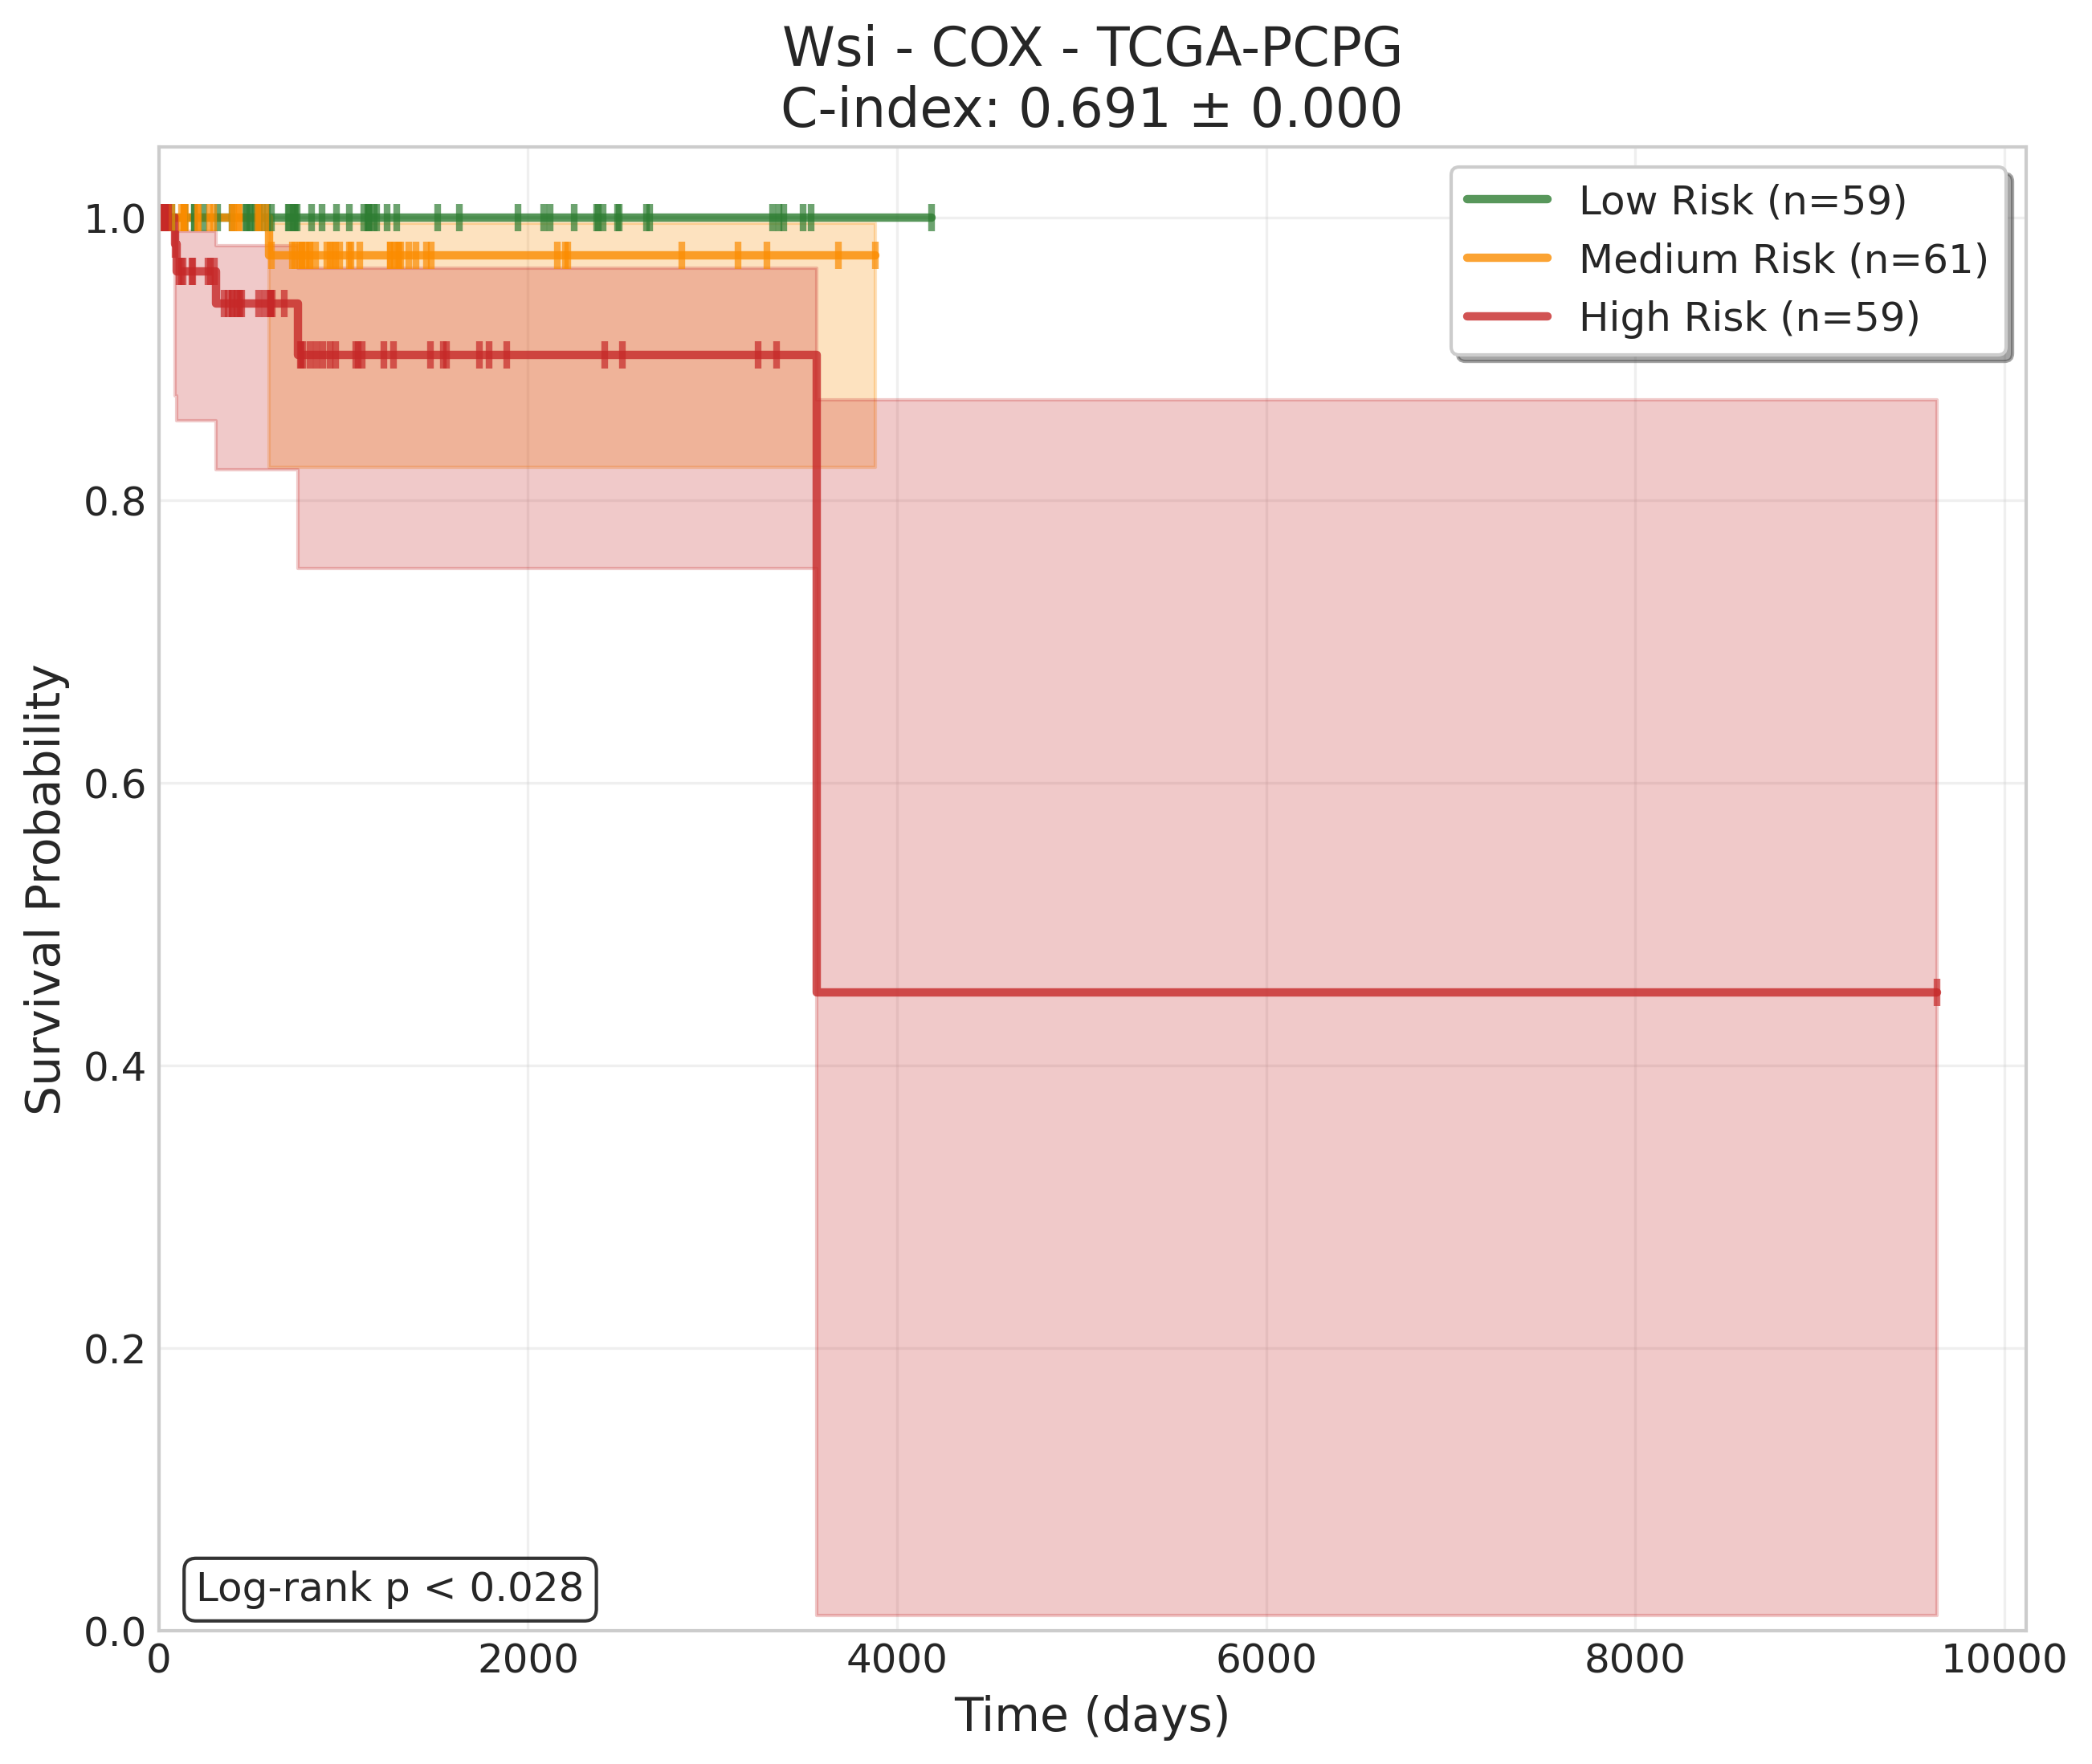 Wsi - COX - TCGA-PCPG
C-index: 0.691 ± 0.000
Low Risk (n=59)
Medium Risk (n=61)
High Risk (n=59)
Survival Probability
1.0
0.8
0.6
0.4
0.2
0.0
Log-rank p < 0.028
0 2000 4000 6000 8000 10000
Time (days)